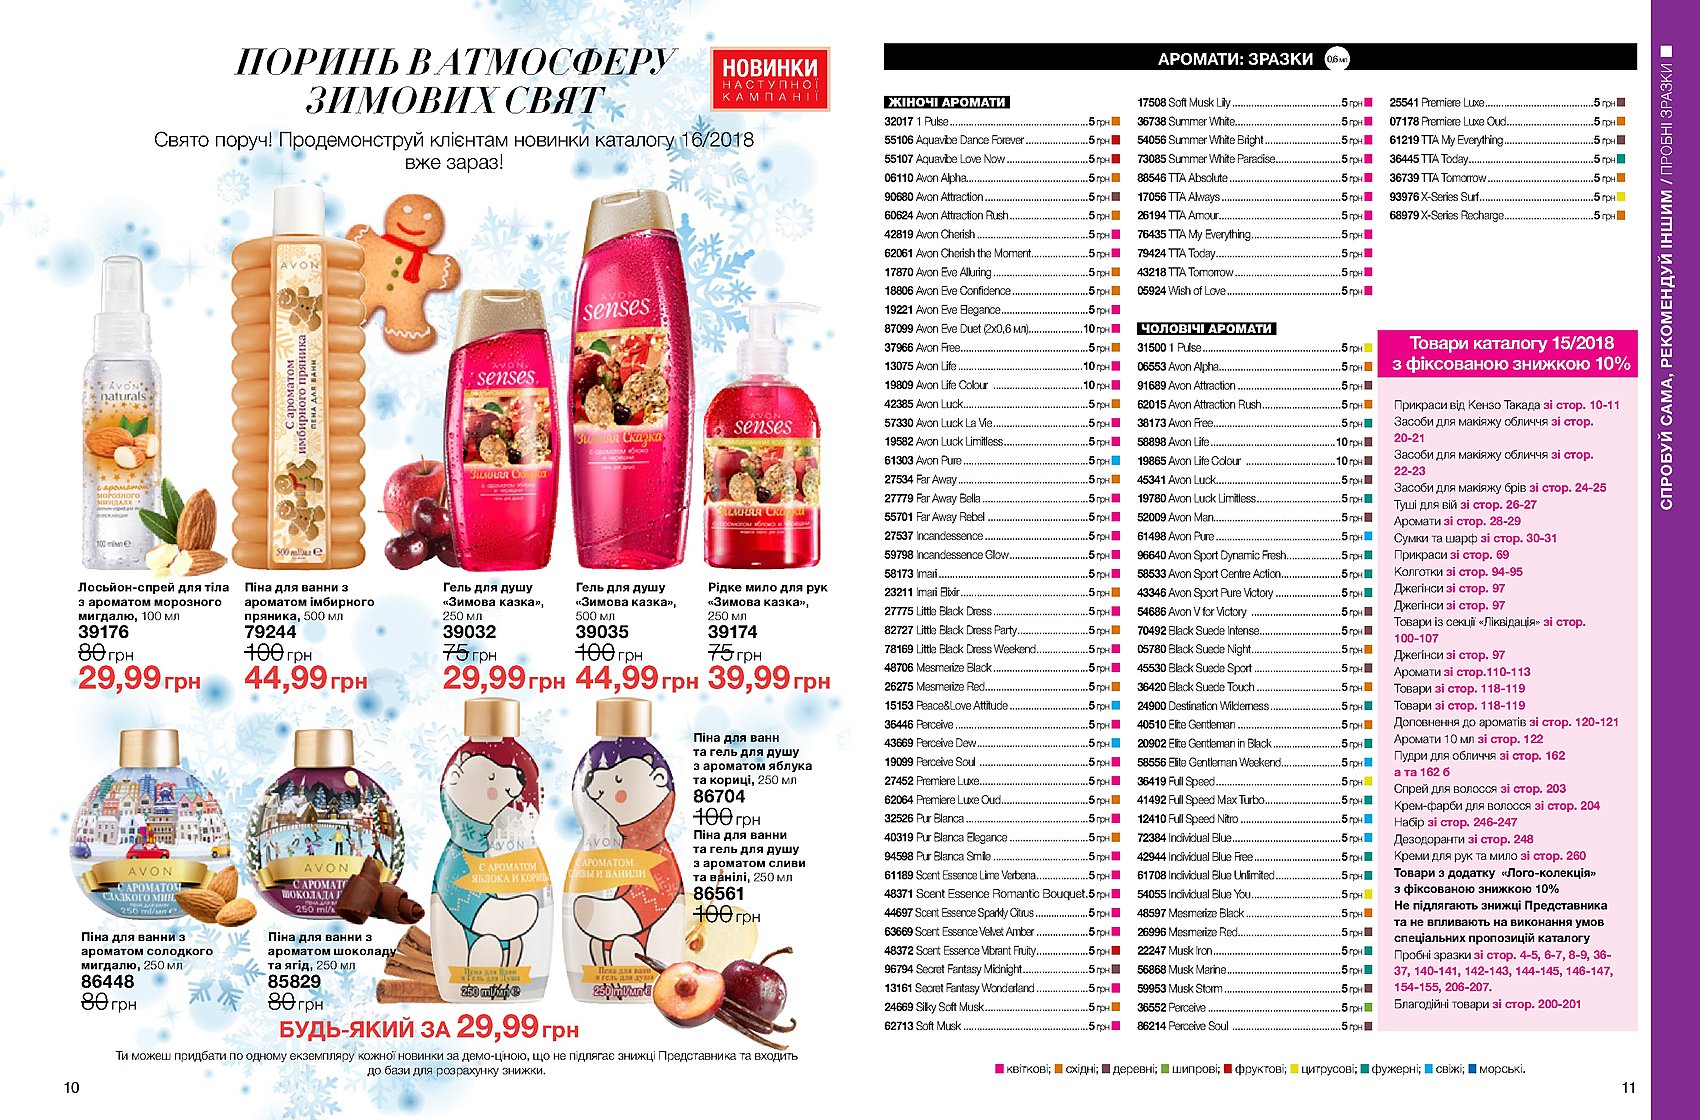 ПОРИНЬ В АТМОСФЕРУ
ЗИМОВИХ СВЯТ
НОВИНКИ
НАСТУПНОЇ
КАМПАНІЇ
Свято поруч! Продемонструй клієнтам новинки каталогу 16/2018
вже зараз!
Лосьйон-спрей для тіла
з ароматом морозного
мигдалю, 100 мл
39176
80 грн
29,99 грн
Піна для ванни з
ароматом імбирного
пряника, 500 мл
79244
100 грн
44,99 грн
Гель для душу
«Зимова казка»,
250 мл
39032
75 грн
29,99 грн
Гель для душу
«Зимова казка»,
500 мл
39035
100 грн
44,99 грн
Рідке мило для рук
«Зимова казка»,
250 мл
39174
75 грн
39,99 грн
Піна для ванн
та гель для душу
з ароматом яблука
та кориці, 250 мл
86704
100 грн
Піна для ванни
та гель для душу
з ароматом сливи
та ванілі, 250 мл
86561
100 грн
Піна для ванни з
ароматом солодкого
мигдалю, 250 мл
86448
80 грн
Піна для ванни з
ароматом шоколаду
та ягід, 250 мл
85829
80 грн
БУДЬ-ЯКИЙ ЗА 29,99 грн
Ти можеш придбати по одному екземпляру кожної новинки за демо-ціною, що не підлягає знижці Представника та входить
до бази для розрахунку знижки.
10
АРОМАТИ: ЗРАЗКИ 0,6 мл
ЖІНОЧІ АРОМАТИ
32017 1 Pulse 5 грн
55106 Aquavibe Dance Forever 5 грн
55107 Aquavibe Love Now 5 грн
06110 Avon Alpha 5 грн
90680 Avon Attraction 5 грн
60624 Avon Attraction Rush 5 грн
42819 Avon Cherish 5 грн
62061 Avon Cherish the Moment 5 грн
17870 Avon Eve Alluring 5 грн
18806 Avon Eve Confidence 5 грн
19221 Avon Eve Elegance 5 грн
87099 Avon Eve Duet (2x0,6 мл) 10 грн
37966 Avon Free 5 грн
13075 Avon Life 10 грн
19809 Avon Life Colour 10 грн
42385 Avon Luck 5 грн
57330 Avon Luck La Vie 5 грн
19582 Avon Luck Limitless 5 грн
61303 Avon Pure 5 грн
27534 Far Away 5 грн
27779 Far Away Bella 5 грн
55701 Far Away Rebel 5 грн
27537 Incandessence 5 грн
59798 Incandessence Glow 5 грн
58173 Imari 5 грн
23211 Imari Elixir 5 грн
27775 Little Black Dress 5 грн
82727 Little Black Dress Party 5 грн
78169 Little Black Dress Weekend 5 грн
48706 Mesmerize Black 5 грн
26275 Mesmerize Red 5 грн
15153 Peace&Love Attitude 5 грн
36446 Perceive 5 грн
43669 Perceive Dew 5 грн
19099 Perceive Soul 5 грн
27452 Premiere Luxe 5 грн
62064 Premiere Luxe Oud 5 грн
32526 Pur Blanca 5 грн
40319 Pur Blanca Elegance 5 грн
94598 Pur Blanca Smile 5 грн
61189 Scent Essence Lime Verbena 5 грн
48371 Scent Essence Romantic Bouquet 5 грн
44697 Scent Essence Sparkly Citrus 5 грн
63669 Scent Essence Velvet Amber 5 грн
48372 Scent Essence Vibrant Fruity 5 грн
96794 Secret Fantasy Midnight 5 грн
13161 Secret Fantasy Wonderland 5 грн
24669 Silky Soft Musk 5 грн
62713 Soft Musk 5 грн
17508 Soft Musk Lily 5 грн
36738 Summer White 5 грн
54056 Summer White Bright 5 грн
73085 Summer White Paradise 5 грн
88546 TTA Absolute 5 грн
17056 TTA Always 5 грн
26194 TTA Amour 5 грн
76435 TTA My Everything 5 грн
79424 TTA Today 5 грн
43218 TTA Tomorrow 5 грн
05924 Wish of Love 5 грн
ЧОЛОВІЧІ АРОМАТИ
31500 1 Pulse 5 грн
06553 Avon Alpha 5 грн
91689 Avon Attraction 5 грн
62015 Avon Attraction Rush 5 грн
38173 Avon Free 5 грн
58898 Avon Life 10 грн
19865 Avon Life Colour 10 грн
45341 Avon Luck 5 грн
19780 Avon Luck Limitless 5 грн
52009 Avon Man 5 грн
61498 Avon Pure 5 грн
96640 Avon Sport Dynamic Fresh 5 грн
58533 Avon Sport Centre Action 5 грн
43346 Avon Sport Pure Victory 5 грн
54686 Avon V for Victory 5 грн
70492 Black Suede Intense 5 грн
05780 Black Suede Night 5 грн
45530 Black Suede Sport 5 грн
36420 Black Suede Touch 5 грн
24900 Destination Wilderness 5 грн
40510 Elite Gentleman 5 грн
20902 Elite Gentleman in Black 5 грн
58556 Elite Gentleman Weekend 5 грн
36419 Full Speed 5 грн
41492 Full Speed Max Turbo 5 грн
12410 Full Speed Nitro 5 грн
72384 Individual Blue 5 грн
42944 Individual Blue Free 5 грн
61708 Individual Blue Unlimited 5 грн
54055 Individual Blue You 5 грн
48597 Mesmerize Black 5 грн
26996 Mesmerize Red 5 грн
22247 Musk Iron 5 грн
56868 Musk Marine 5 грн
59953 Musk Storm 5 грн
36552 Perceive 5 грн
86214 Perceive Soul 5 грн
25541 Premiere Luxe 5 грн
07178 Premiere Luxe Oud 5 грн
61219 TTA My Everything 5 грн
36445 TTA Today 5 грн
36739 TTA Tomorrow 5 грн
93976 X-Series Surf 5 грн
68979 X-Series Recharge 5 грн
Товари каталогу 15/2018
з фіксованою знижкою 10%
Прикраси від Кензо Такада зі стор. 10-11
Засоби для макіяжу обличчя зі стор.
20-21
Засоби для макіяжу обличчя зі стор.
22-23
Засоби для макіяжу брів зі стор. 24-25
Туші для вій зі стор. 26-27
Аромати зі стор. 28-29
Сумки та шарф зі стор. 30-31
Прикраси зі стор. 69
Колготки зі стор. 94-95
Джегінси зі стор. 97
Джегінси зі стор. 97
Товари із секції «Ліквідація» зі стор.
100-107
Джегінси зі стор. 97
Аромати зі стор.110-113
Товари зі стор. 118-119
Товари зі стор. 118-119
Доповнення до ароматів зі стор. 120-121
Аромати 10 мл зі стор. 122
Пудри для обличчя зі стор. 162
а та 162 б
Спрей для волосся зі стор. 203
Крем-фарби для волосся зі стор. 204
Набір зі стор. 246-247
Дезодоранти зі стор. 248
Креми для рук та мило зі стор. 260
Товари з додатку «Лого-колекція»
з фіксованою знижкою 10%
Не підлягають знижці Представника
та не впливають на виконання умов
спеціальних пропозицій каталогу
Пробні зразки зі стор. 4-5, 6-7, 8-9, 36-
37, 140-141, 142-143, 144-145, 146-147,
154-155, 206-207.
Благодійні товари зі стор. 200-201
квіткові; східні; деревні; шипрові; фруктові; цитрусові; фужерні; свіжі; морські.
11
СПРОБУЙ САМА, РЕКОМЕНДУЙ ІНШИМ / ПРОБНІ ЗРАЗКИ